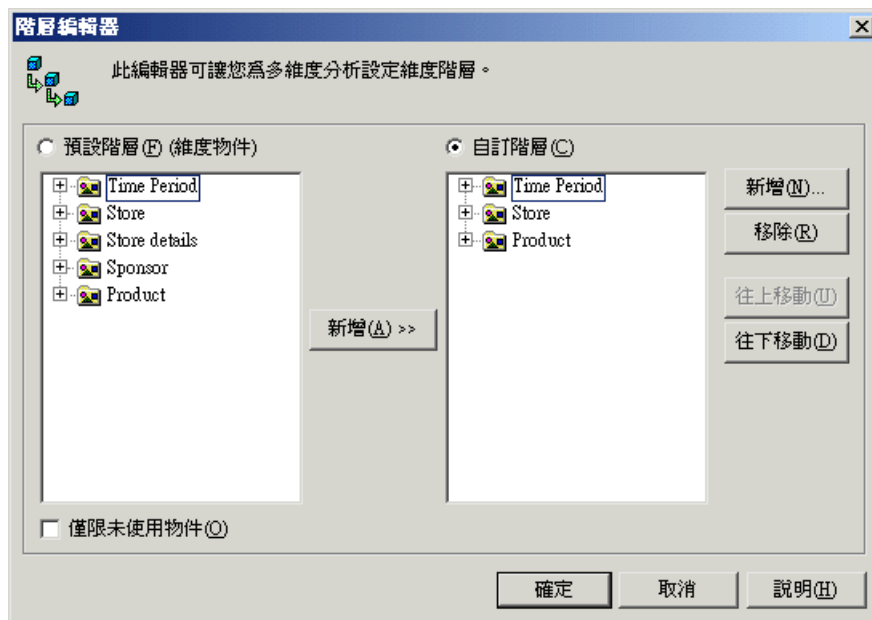 階層編輯器
此編輯器可讓您爲多維度分析設定維度階層。
預設階層(F) (維度物件)
自訂階層(C)
Time Period
Store
Store details
Sponsor
Product
新增(A) >>
Time Period
Store
Product
新增(N)...
移除(R)
往上移動(U)
往下移動(D)
僅限未使用物件(O)
確定
取消
說明(H)